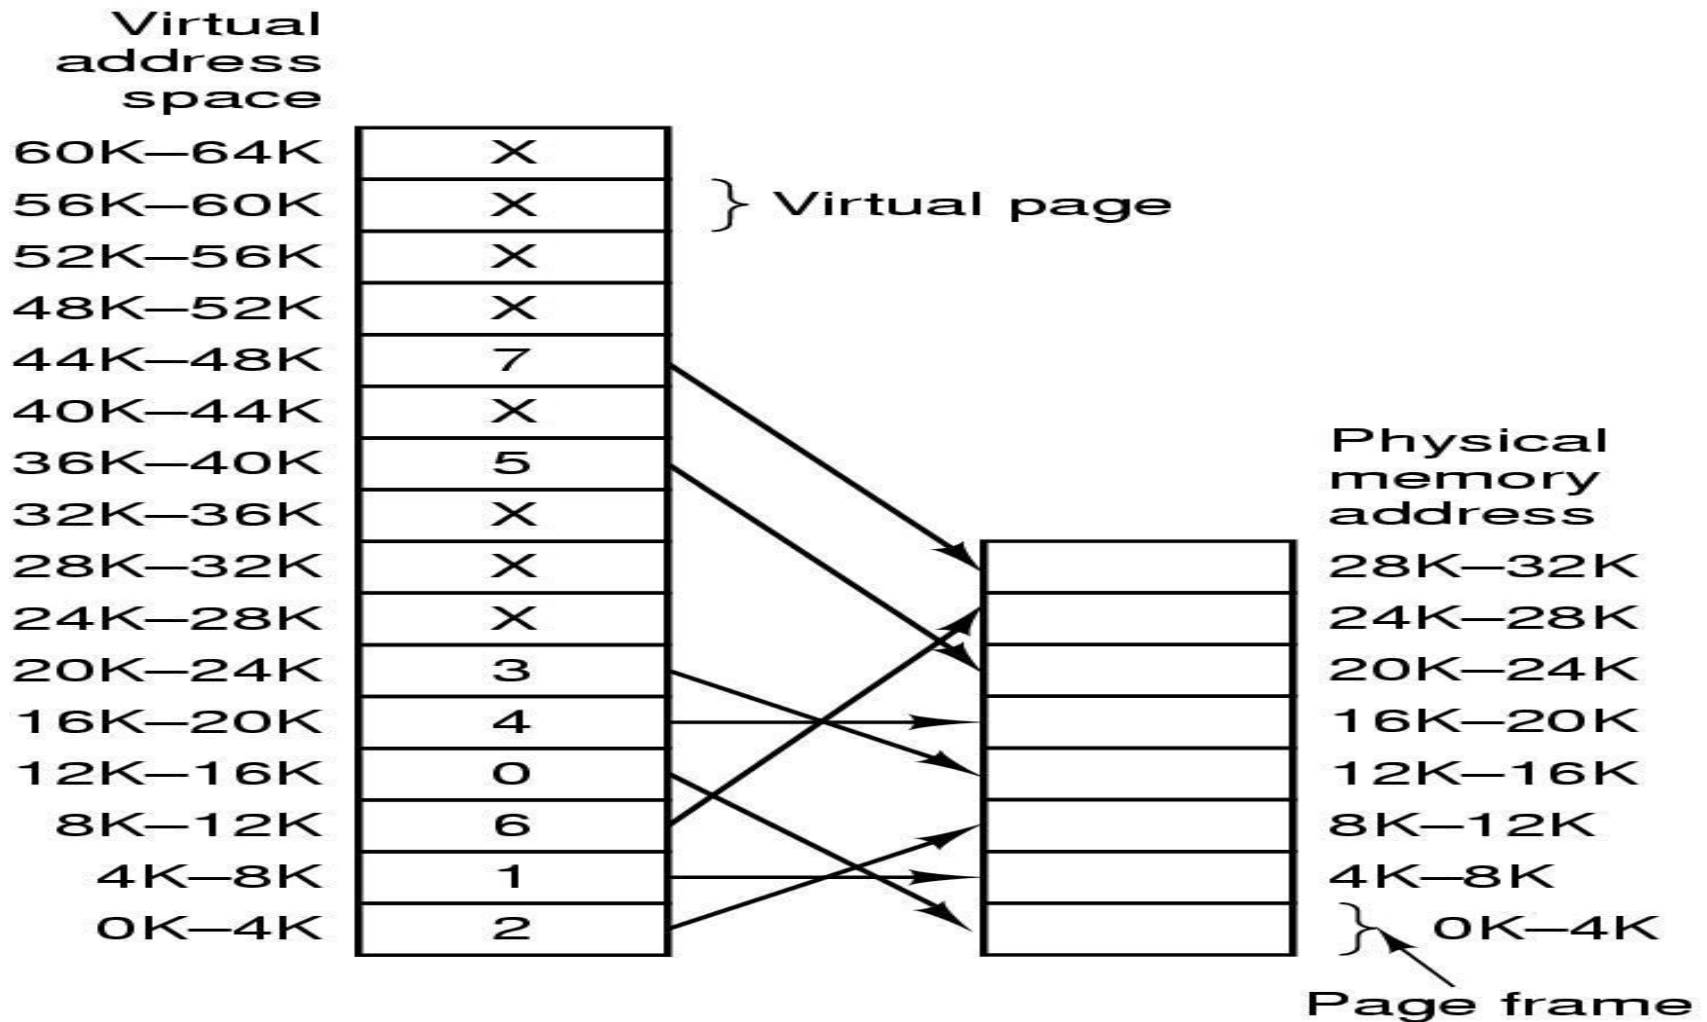 Virtual
address
space
60K–64K X
56K–60K X } Virtual page
52K–56K X
48K–52K X
44K–48K 7
40K–44K X
36K–40K 5
32K–36K X
28K–32K X
24K–28K X
20K–24K 3
16K–20K 4
12K–16K 0
8K–12K 6
4K–8K 1
0K–4K 2
Physical
memory
address
28K–32K
24K–28K
20K–24K
16K–20K
12K–16K
8K–12K
4K–8K
} 0K–4K
Page frame